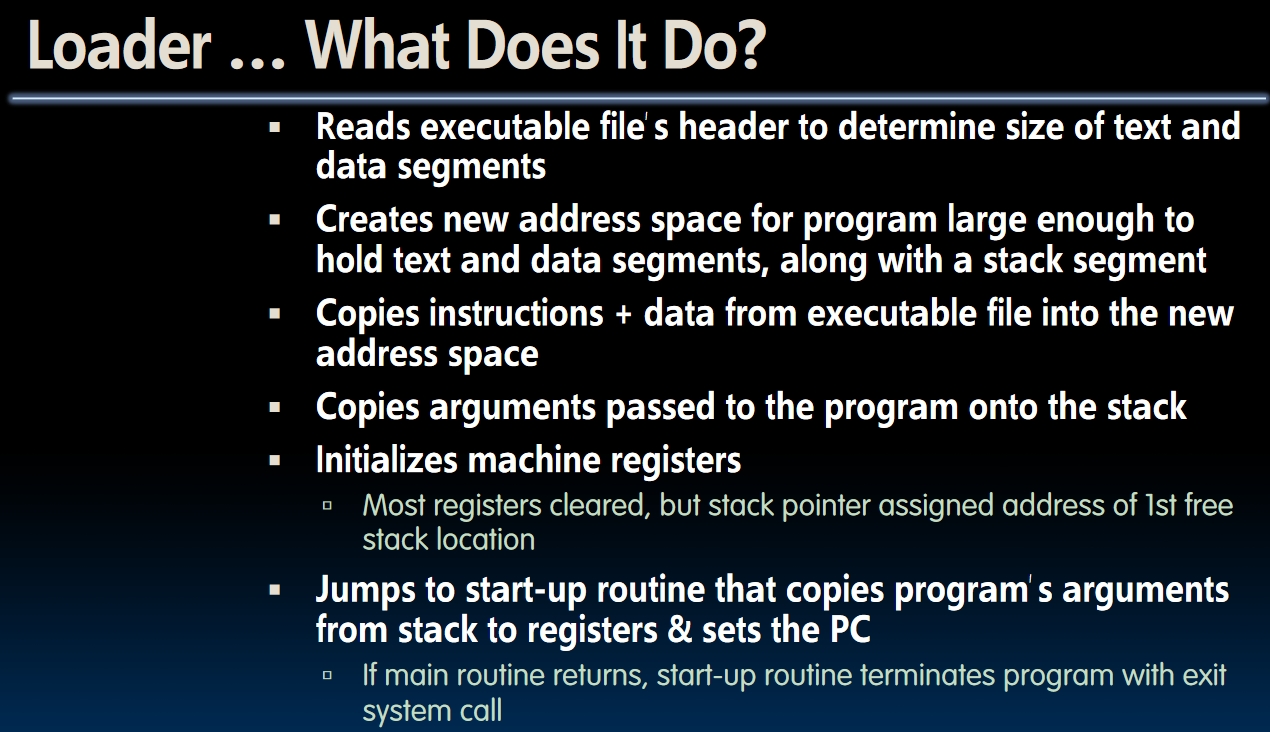 Loader … What Does It Do?
▪ Reads executable file's header to determine size of text and
data segments
▪ Creates new address space for program large enough to
hold text and data segments, along with a stack segment
▪ Copies instructions + data from executable file into the new
address space
▪ Copies arguments passed to the program onto the stack
▪ Initializes machine registers
▫ Most registers cleared, but stack pointer assigned address of 1st free
stack location
▪ Jumps to start-up routine that copies program's arguments
from stack to registers & sets the PC
▫ If main routine returns, start-up routine terminates program with exit
system call